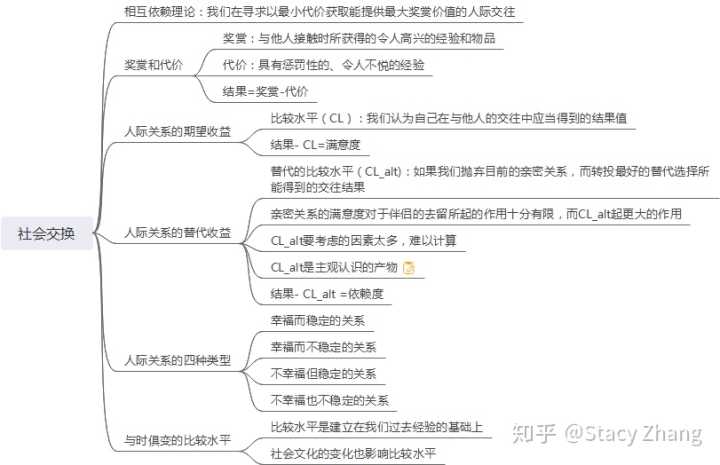 相互依赖理论：我们在寻求以最小代价获取能提供最大奖赏价值的人际交往
奖赏和代价
奖赏：与他人接触时所获得的令人高兴的经验和物品
代价：具有惩罚性的、令人不悦的经验
结果=奖赏-代价
人际关系的期望收益
比较水平（CL）：我们认为自己在与他人的交往中应当得到的结果值
结果- CL=满意度
社会交换
人际关系的替代收益
替代的比较水平（CL_alt)：如果我们抛弃目前的亲密关系，而转投最好的替代选择所
能得到的交往结果
亲密关系的满意度对于伴侣的去留所起的作用十分有限，而CL_alt起更大的作用
CL_alt要考虑的因素太多，难以计算
CL_alt是主观认识的产物
结果- CL_alt =依赖度
人际关系的四种类型
幸福而稳定的关系
幸福而不稳定的关系
不幸福但稳定的关系
不幸福也不稳定的关系
与时俱变的比较水平
比较水平是建立在我们过去经验的基础上
社会文化的变化也影响比较水平
知乎 @Stacy Zhang